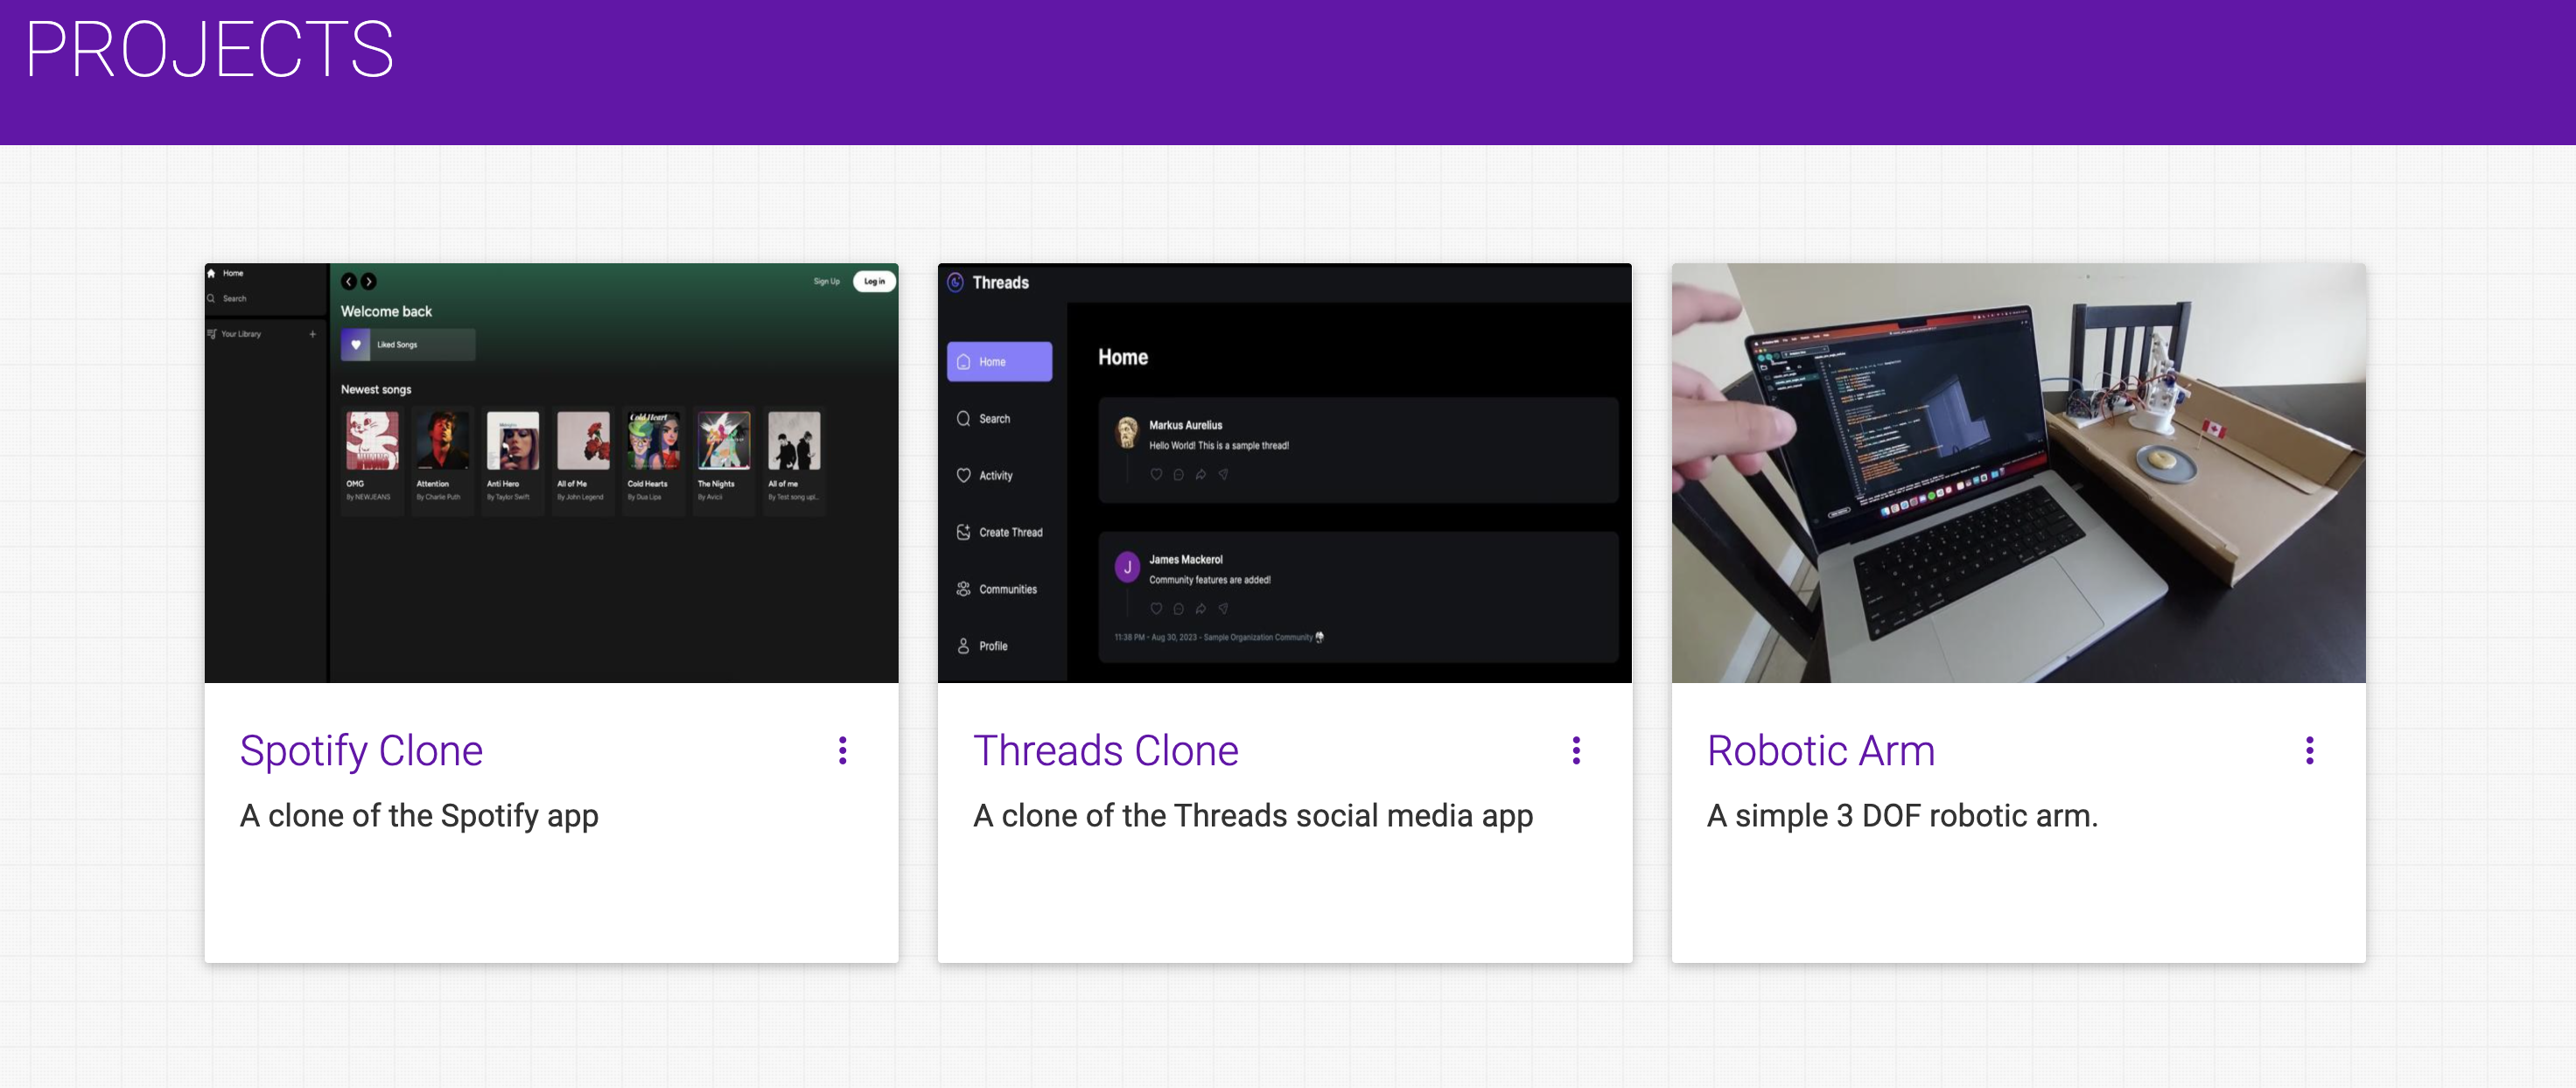 PROJECTS
Home
Search
Your Library
Sign Up
Log in
Welcome back
Liked Songs
Newest songs
OMG
By NEWJEANS
Attention
By Charlie Puth
Anti Hero
By Taylor Swift
All of Me
By John Legend
Cold Hearts
By Dua Lipa
The Nights
By Avicii
All of me
By Test song upl...
Spotify Clone
A clone of the Spotify app
Threads
Home
Search
Activity
Create Thread
Communities
Profile
Home
Markus Aurelius
Hello World! This is a sample thread!
J
James Mackerol
Community features are added!
11:38 PM - Aug 30, 2023 - Sample Organization Community
Threads Clone
A clone of the Threads social media app
Robotic Arm
A simple 3 DOF robotic arm.